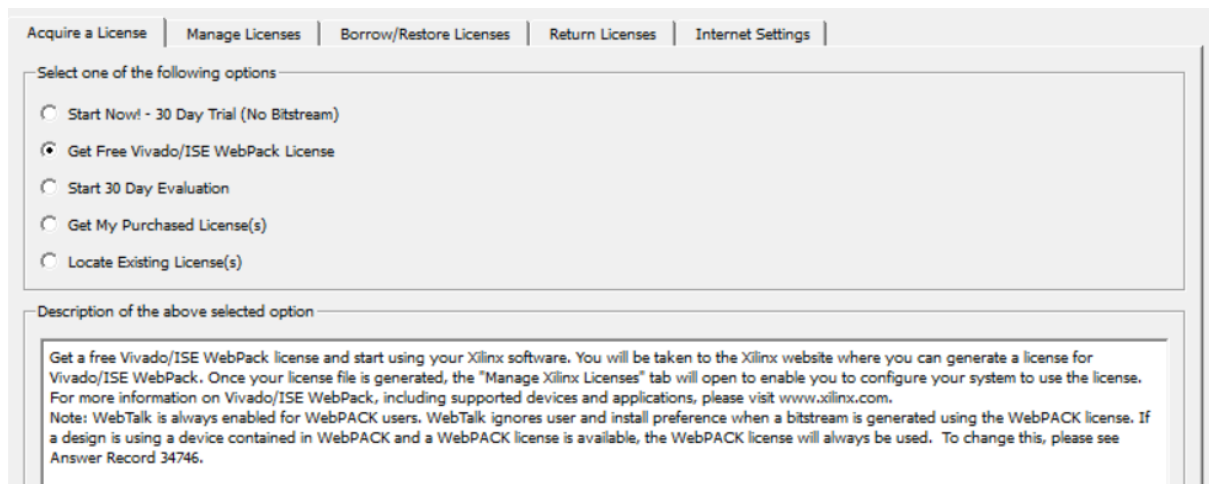 Acquire a License Manage Licenses Borrow/Restore Licenses Return Licenses Internet Settings
Select one of the following options
Start Now! - 30 Day Trial (No Bitstream)
Get Free Vivado/ISE WebPack License
Start 30 Day Evaluation
Get My Purchased License(s)
Locate Existing License(s)
Description of the above selected option
Get a free Vivado/ISE WebPack license and start using your Xilinx software. You will be taken to the Xilinx website where you can generate a license for
Vivado/ISE WebPack. Once your license file is generated, the "Manage Xilinx Licenses" tab will open to enable you to configure your system to use the license.
For more information on Vivado/ISE WebPack, including supported devices and applications, please visit www.xilinx.com.
Note: WebTalk is always enabled for WebPACK users. WebTalk ignores user and install preference when a bitstream is generated using the WebPACK license. If
a design is using a device contained in WebPACK and a WebPACK license is available, the WebPACK license will always be used. To change this, please see
Answer Record 34746.